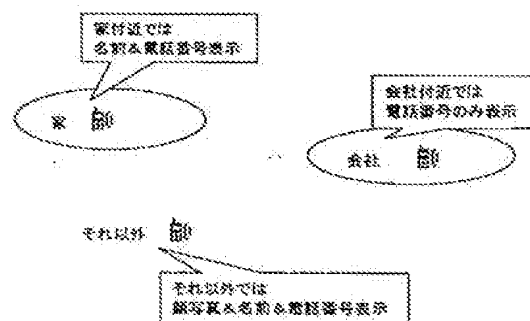 家付近では
名前&電話番号表示
家
会社付近では
電話番号のみ表示
会社
それ以外
それ以外では
顔写真&名前&電話番号表示